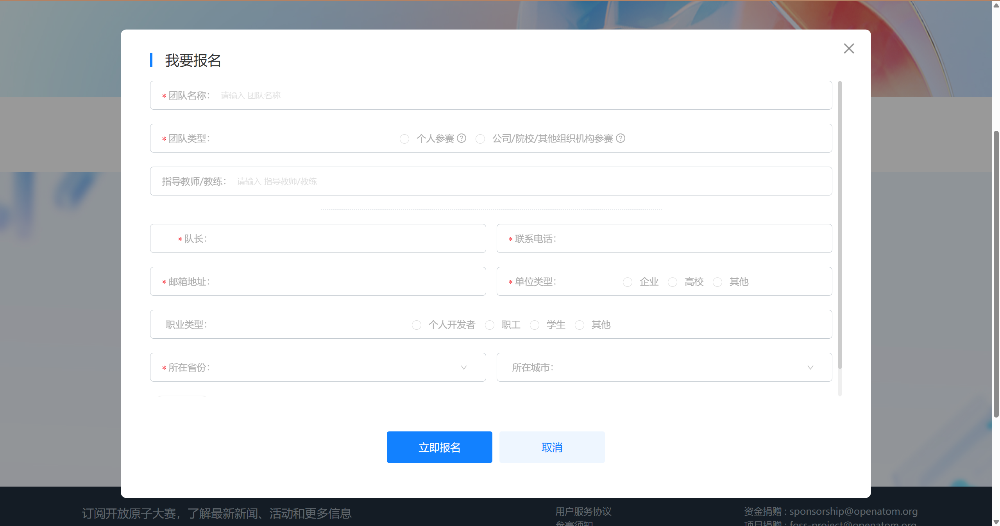 我要报名
* 团队名称： 请输入 团队名称
* 团队类型： 个人参赛 ? 公司/院校/其他组织机构参赛 ?
指导教师/教练： 请输入 指导教师/教练
* 队长： * 联系电话：
* 邮箱地址： * 单位类型： 企业 高校 其他
职业类型： 个人开发者 职工 学生 其他
* 所在省份： 所在城市：
立即报名 取消
订阅开放原子大赛，了解最新新闻、活动和更多信息
用户服务协议
参赛须知
资金捐赠 : sponsorship@openatom.org
项目捐赠 : foss-project@openatom.org